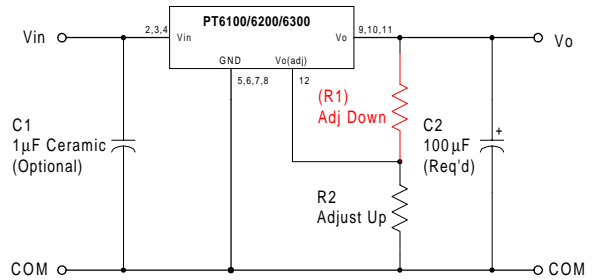 PT6100/6200/6300
Vin
2,3,4
Vin
Vo
9,10,11
Vo
GND
Vo(adj)
5,6,7,8
12
(R1)
Adj Down
C1
1µF Ceramic
(Optional)
C2
100µF
(Req'd)
+
R2
Adjust Up
COM
COM